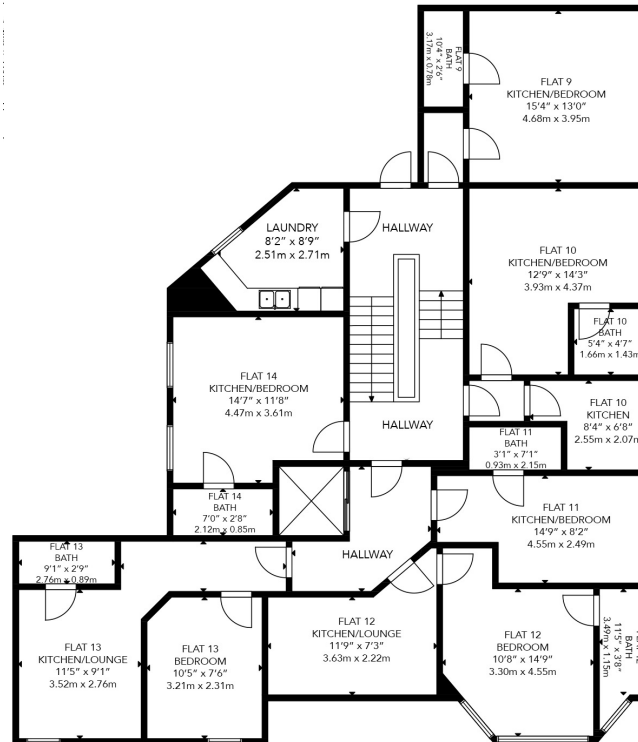 FLAT 9
BATH
10'4" x 2'6"
3.17m x 0.78m
FLAT 9
KITCHEN/BEDROOM
15'4" x 13'0"
4.68m x 3.95m
LAUNDRY
8'2" x 8'9"
2.51m x 2.71m
HALLWAY
FLAT 10
KITCHEN/BEDROOM
12'9" x 14'3"
3.93m x 4.37m
FLAT 10
BATH
5'4" x 4'7"
1.66m x 1.43m
FLAT 14
KITCHEN/BEDROOM
14'7" x 11'8"
4.47m x 3.61m
HALLWAY
FLAT 10
KITCHEN
8'4" x 6'8"
2.55m x 2.07m
FLAT 11
BATH
3'1" x 7'1"
0.93m x 2.15m
FLAT 14
BATH
7'0" x 2'8"
2.12m x 0.85m
FLAT 11
KITCHEN/BEDROOM
14'9" x 8'2"
4.55m x 2.49m
FLAT 13
BATH
9'1" x 2'9"
2.76m x 0.89m
HALLWAY
FLAT 13
KITCHEN/LOUNGE
11'5" x 9'1"
3.52m x 2.76m
FLAT 13
BEDROOM
10'5" x 7'6"
3.21m x 2.31m
FLAT 12
KITCHEN/LOUNGE
11'9" x 7'3"
3.63m x 2.22m
FLAT 12
BEDROOM
10'8" x 14'9"
3.30m x 4.55m
BATH
11'5" x 3'8"
3.49m x 1.15m